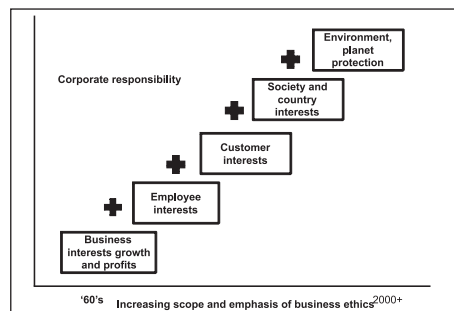 Environment,
planet
protection
Corporate responsibility
Society and
country
interests
Customer
interests
Employee
interests
Business
interests growth
and profits
'60's Increasing scope and emphasis of business ethics 2000+